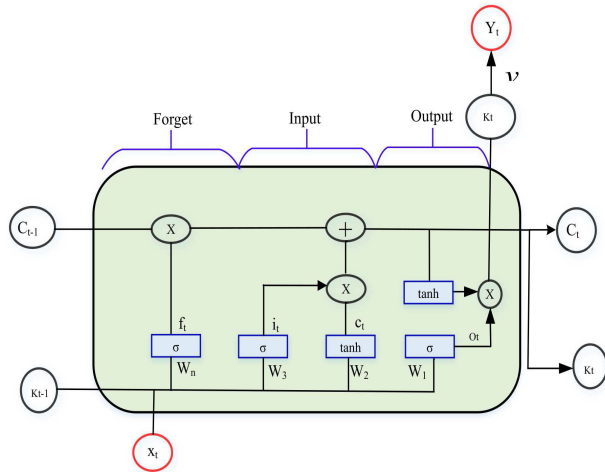 Yt
ν
Kt
Forget Input Output
Ct-1 X + Ct
X tanh X
ft it ct Ot
σ σ tanh σ
Wn W3 W2 W1
Kt-1 Kt
xt